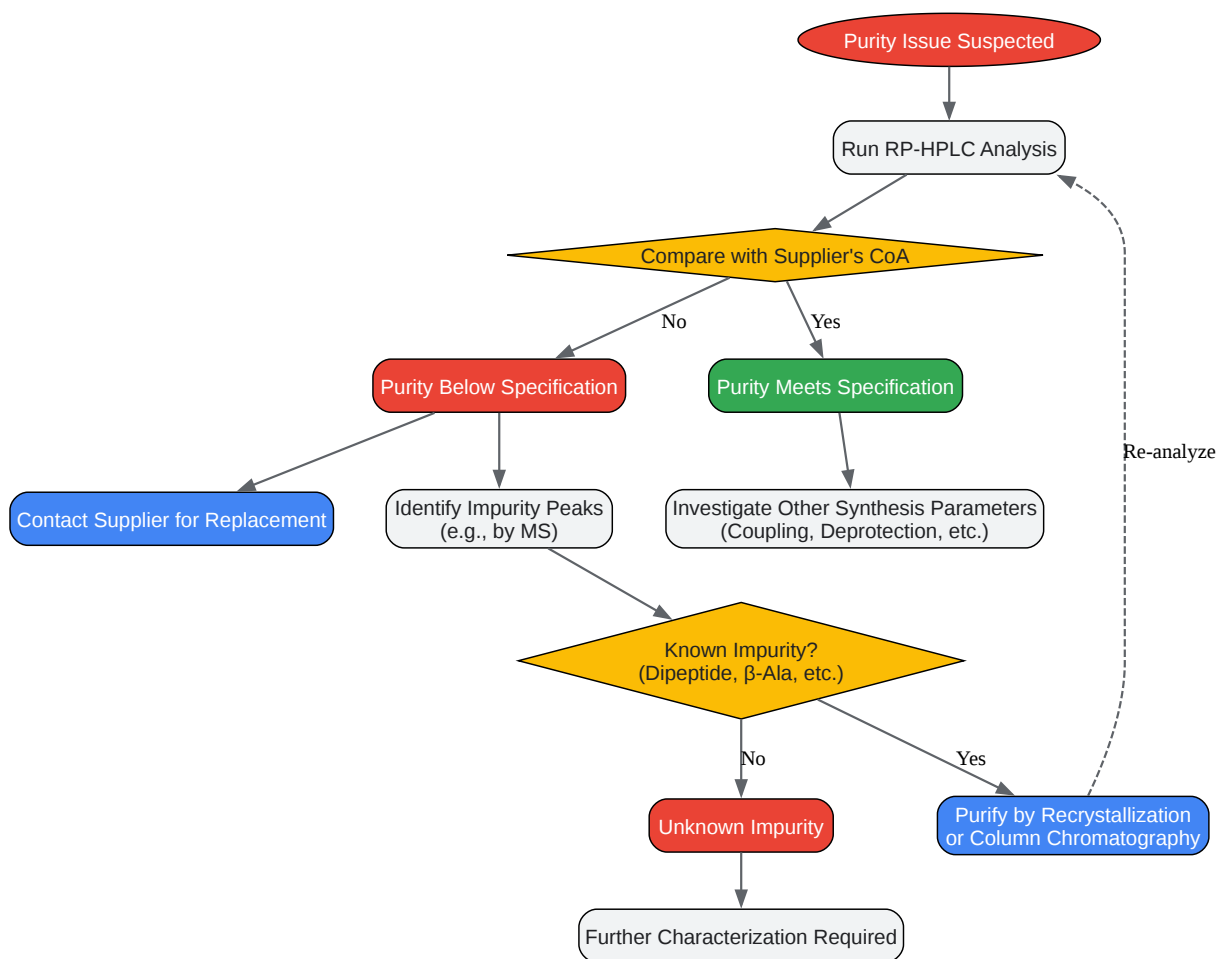 Purity Issue Suspected
Run RP-HPLC Analysis
Compare with Supplier's CoA
No
Yes
Purity Below Specification
Purity Meets Specification
Re-analyze
Contact Supplier for Replacement
Identify Impurity Peaks
(e.g., by MS)
Investigate Other Synthesis Parameters
(Coupling, Deprotection, etc.)
Known Impurity?
(Dipeptide, β-Ala, etc.)
No
Yes
Unknown Impurity
Purify by Recrystallization
or Column Chromatography
Further Characterization Required